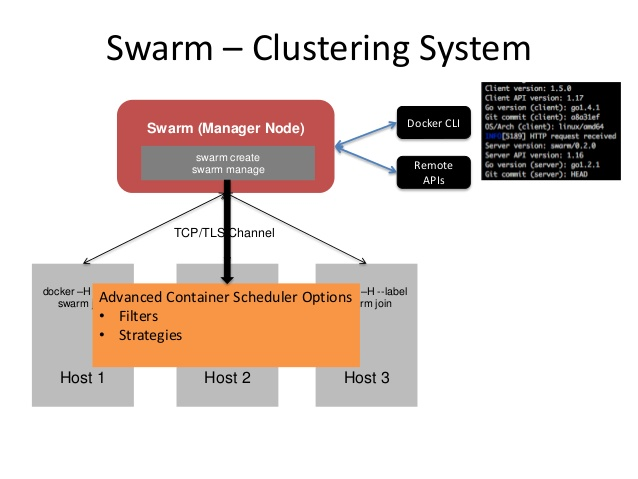 Swarm – Clustering System
Swarm (Manager Node)
swarm create
swarm manage
Docker CLI
Remote
APIs
Client version: 1.5.0
Client API version: 1.17
Go version (client): go1.4.1
Git commit (client): a8a31ef
OS/Arch (client): linux/amd64
INFO[5189] HTTP request received
Server version: swarm/0.2.0
Server API version: 1.16
Go version (server): go1.2.1
Git commit (server): HEAD
TCP/TLS Channel
docker –H
swarm j
–H --label
rm join
Advanced Container Scheduler Options
• Filters
• Strategies
Host 1
Host 2
Host 3